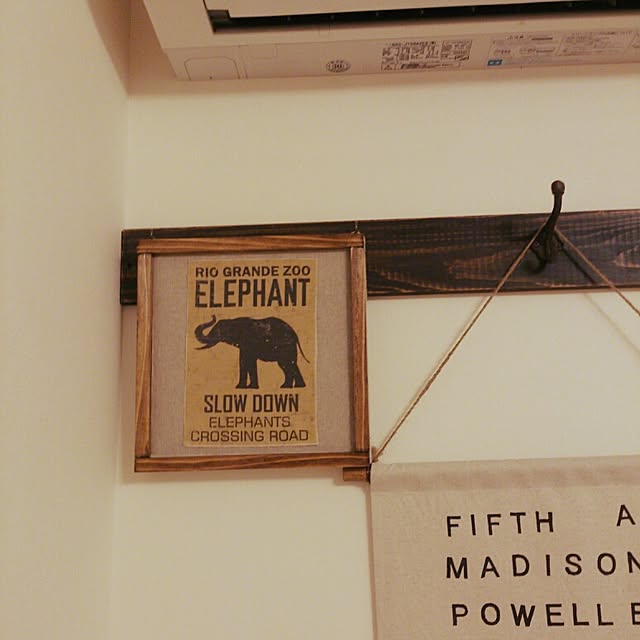 RIO GRANDE ZOO
ELEPHANT
SLOW DOWN
ELEPHANTS
CROSSING ROAD
FIFTH A
MADISON
POWELL E